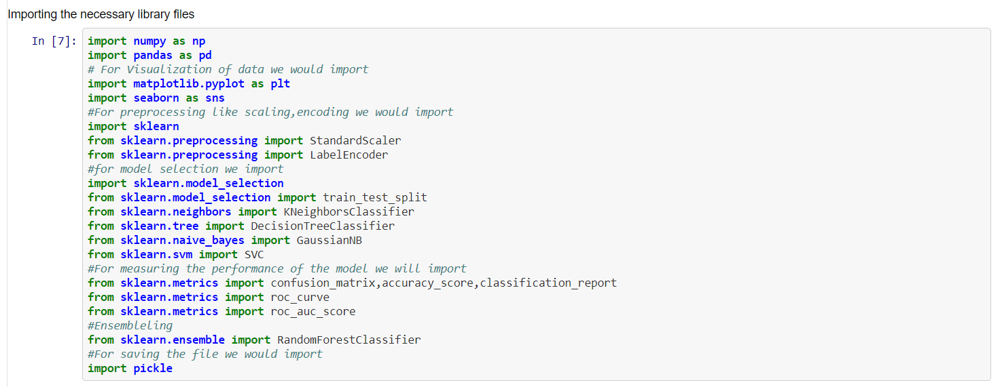 Importing the necessary library files
In [7]:
import numpy as np
import pandas as pd
# For Visualization of data we would import
import matplotlib.pyplot as plt
import seaborn as sns
#For preprocessing like scaling,encoding we would import
import sklearn
from sklearn.preprocessing import StandardScaler
from sklearn.preprocessing import LabelEncoder
#for model selection we import
import sklearn.model_selection
from sklearn.model_selection import train_test_split
from sklearn.neighbors import KNeighborsClassifier
from sklearn.tree import DecisionTreeClassifier
from sklearn.naive_bayes import GaussianNB
from sklearn.svm import SVC
#For measuring the performance of the model we will import
from sklearn.metrics import confusion_matrix,accuracy_score,classification_report
from sklearn.metrics import roc_curve
from sklearn.metrics import roc_auc_score
#Ensembleling
from sklearn.ensemble import RandomForestClassifier
#For saving the file we would import
import pickle